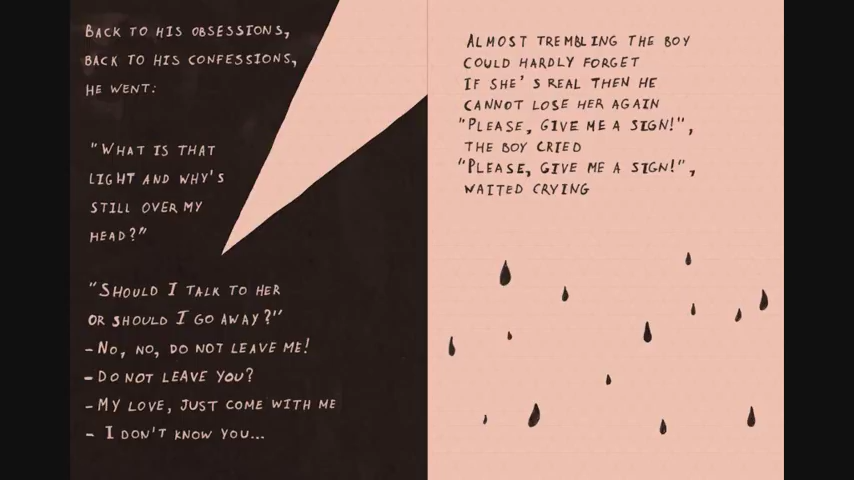 BACK TO HIS OBSESSIONS,
BACK TO HIS CONFESSIONS,
HE WENT:
"WHAT IS THAT
LIGHT AND WHY'S
STILL OVER MY
HEAD?"
"SHOULD I TALK TO HER
OR SHOULD I GO AWAY?"
-NO, NO, DO NOT LEAVE ME!
-DO NOT LEAVE YOU?
-MY LOVE, JUST COME WITH ME
- I DON'T KNOW YOU...
ALMOST TREMBLING THE BOY
COULD HARDLY FORGET
IF SHE'S REAL THEN HE
CANNOT LOSE HER AGAIN
"PLEASE, GIVE ME A SIGN!",
THE BOY CRIED
"PLEASE, GIVE ME A SIGN!",
WAITED CRYING